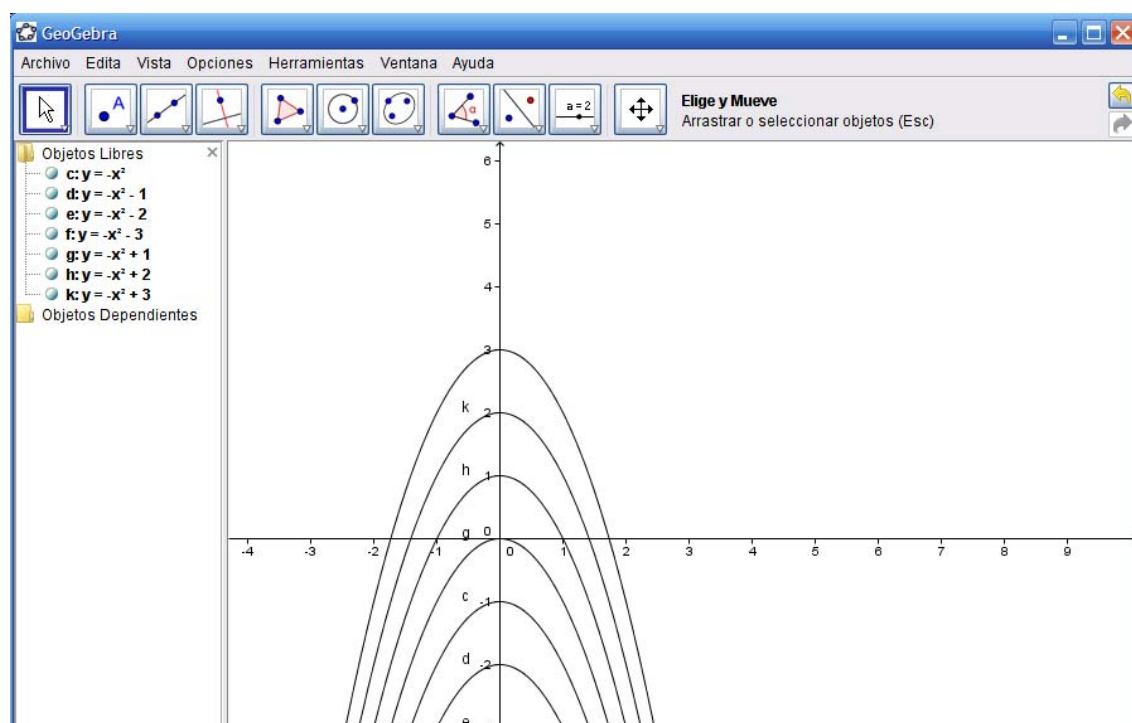 GeoGebra
Archivo Edita Vista Opciones Herramientas Ventana Ayuda
A
α
a = 2
Elige y Mueve
Arrastrar o seleccionar objetos (Esc)
Objetos Libres
c: y = -x²
d: y = -x² - 1
e: y = -x² - 2
f: y = -x² - 3
g: y = -x² + 1
h: y = -x² + 2
k: y = -x² + 3
Objetos Dependientes
6
5
4
3
k 2
h 1
g 0
-4 -3 -2 -1 0 1 2 3 4 5 6 7 8 9
c -1
d -2
e